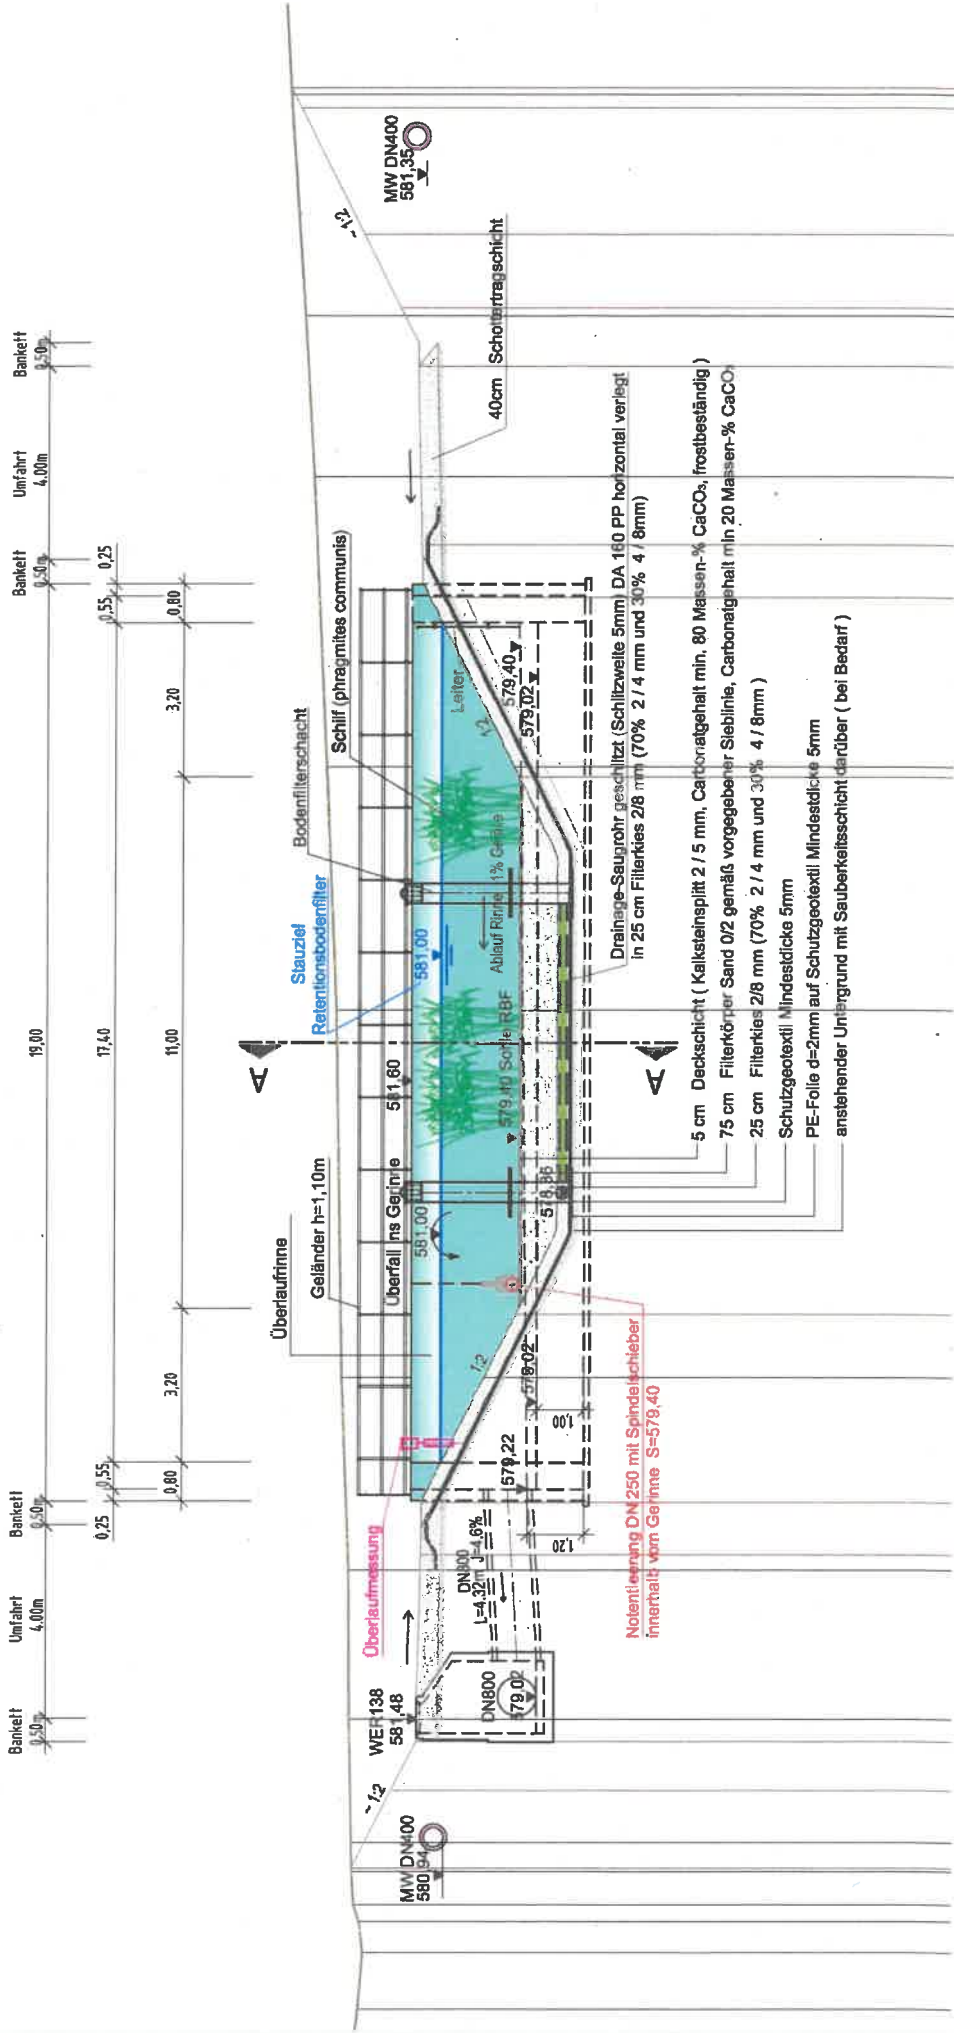 Bankett
Umfahrt
Bankett
Bankett
Umfahrt
Bankett
0,50m
4.00m
0,50m
19,00
0,50m
4.00m
0,50m
0,25
0,55
17,40
0,55
0,25
0,80
3,20
11,00
3,20
0,80
A
Überlaufrinne
Geländer h=1,10m
Stauziel
Retentionsbodenfilter
Bodenfilterschacht
Schilf (phragmites communis)
~1:2
~1:2
MW DN400
580,94
WER138
581,48
Überlaufmessung
Überfall ins Gerinne
581,60
581,00
581,00
MW DN400
581,35
Leiter
1:2
1:2
DN800
L=4.32m J=4,6%
DN800
579,02
579,22
579,02
579,40 Sohle RBF
Ablauf Rinne 1% Gefälle
579,40
579,02
578,36
1,20
1,00
40cm Schottertragschicht
Notentleerung DN 250 mit Spindelschieber
innerhalb vom Gerinne S=579,40
Drainage-Saugrohr geschlitzt (Schlitzweite 5mm) DA 160 PP horizontal verlegt
in 25 cm Filterkies 2/8 mm (70% 2 / 4 mm und 30% 4 / 8mm)
A
5 cm Deckschicht ( Kalksteinsplitt 2 / 5 mm, Carbonatgehalt min. 80 Massen-% CaCO₃, frostbeständig )
75 cm Filterkörper Sand 0/2 gemäß vorgegebener Sieblinie, Carbonatgehalt min 20 Massen-% CaCO₃
25 cm Filterkies 2/8 mm (70% 2 / 4 mm und 30% 4 / 8mm )
Schutzgeotextil Mindestdicke 5mm
PE-Folie d=2mm auf Schutzgeotextil Mindestdicke 5mm
anstehender Untergrund mit Sauberkeitsschicht darüber ( bei Bedarf )